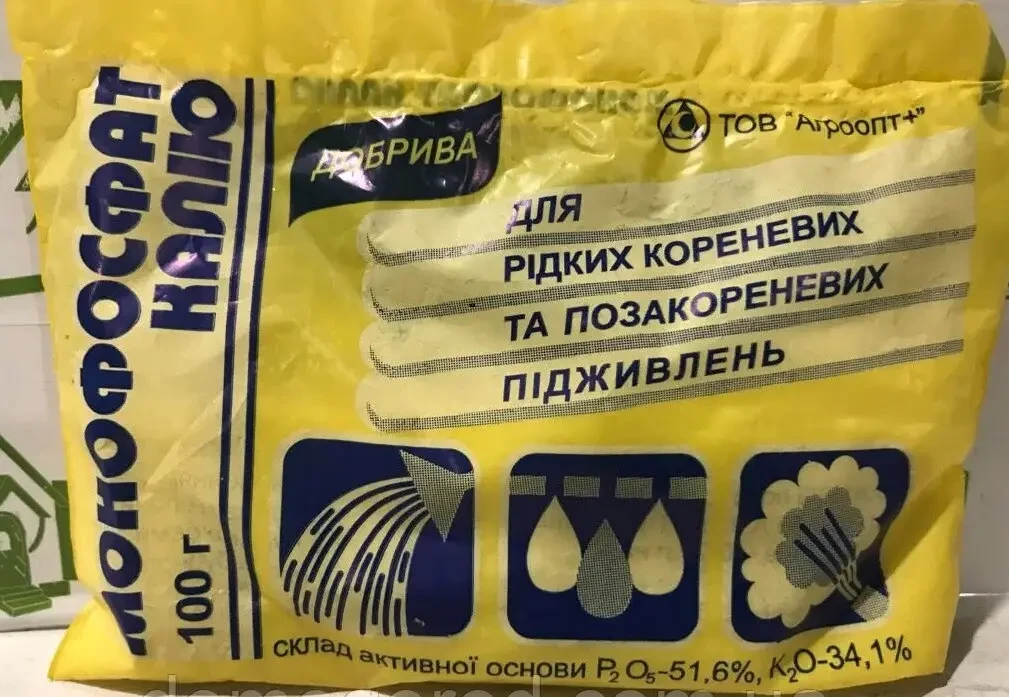 МОНОФОСФАТ
КАЛІЮ
100 г
ДОБРИВА
ТОВ "Агроопт+"
ДЛЯ
РІДКИХ КОРЕНЕВИХ
ТА ПОЗАКОРЕНЕВИХ
ПІДЖИВЛЕНЬ
СКЛАД активної основи P₂O₅-51,6%, K₂O-34,1%